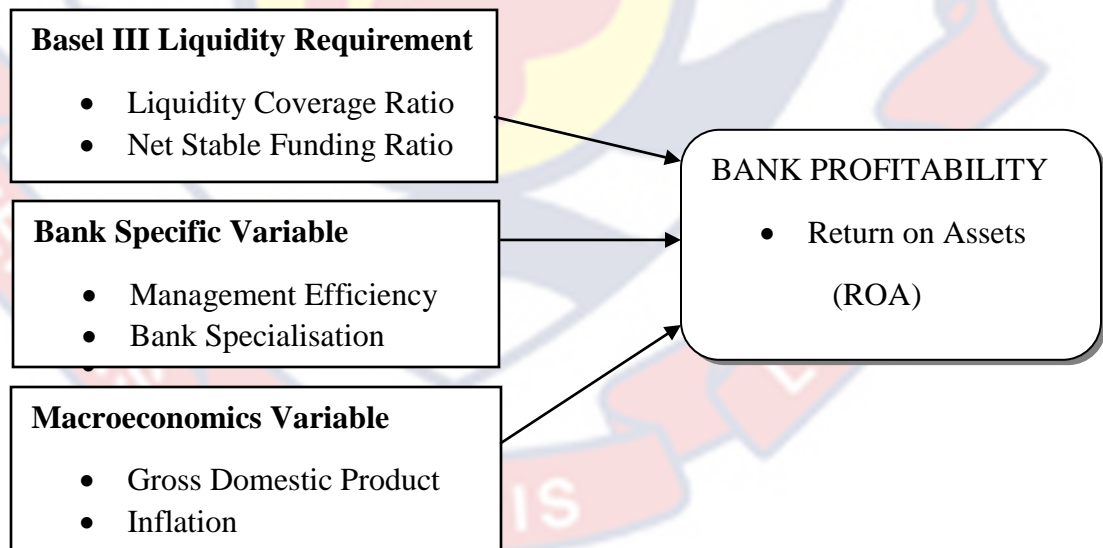 Basel III Liquidity Requirement
• Liquidity Coverage Ratio
• Net Stable Funding Ratio
Bank Specific Variable
• Management Efficiency
• Bank Specialisation
•
Macroeconomics Variable
• Gross Domestic Product
• Inflation
BANK PROFITABILITY
• Return on Assets
(ROA)
IS